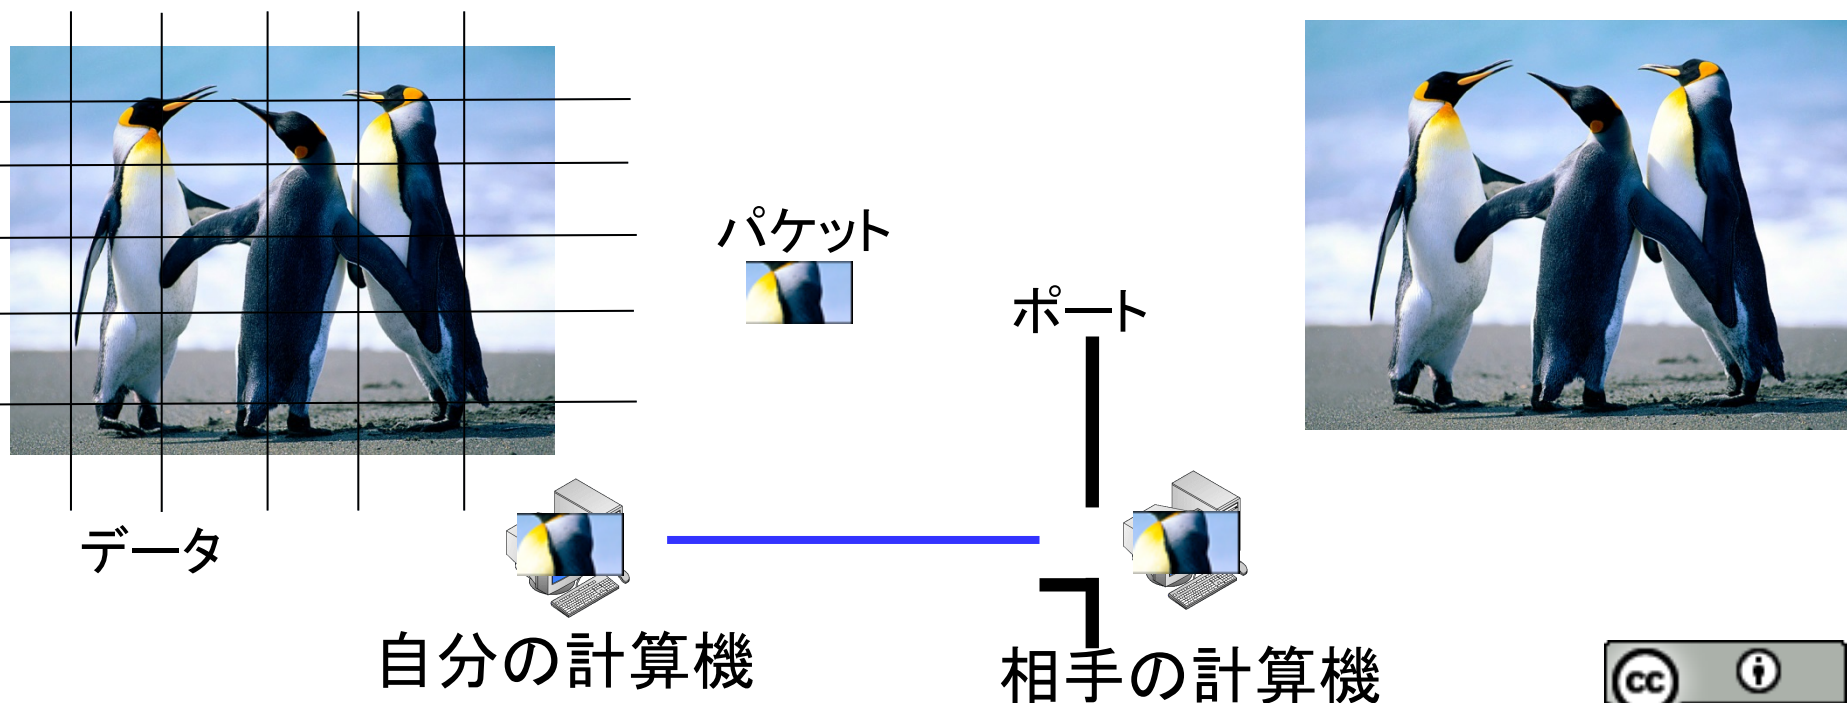 パケット
ポート
データ
自分の計算機
相手の計算機
cc